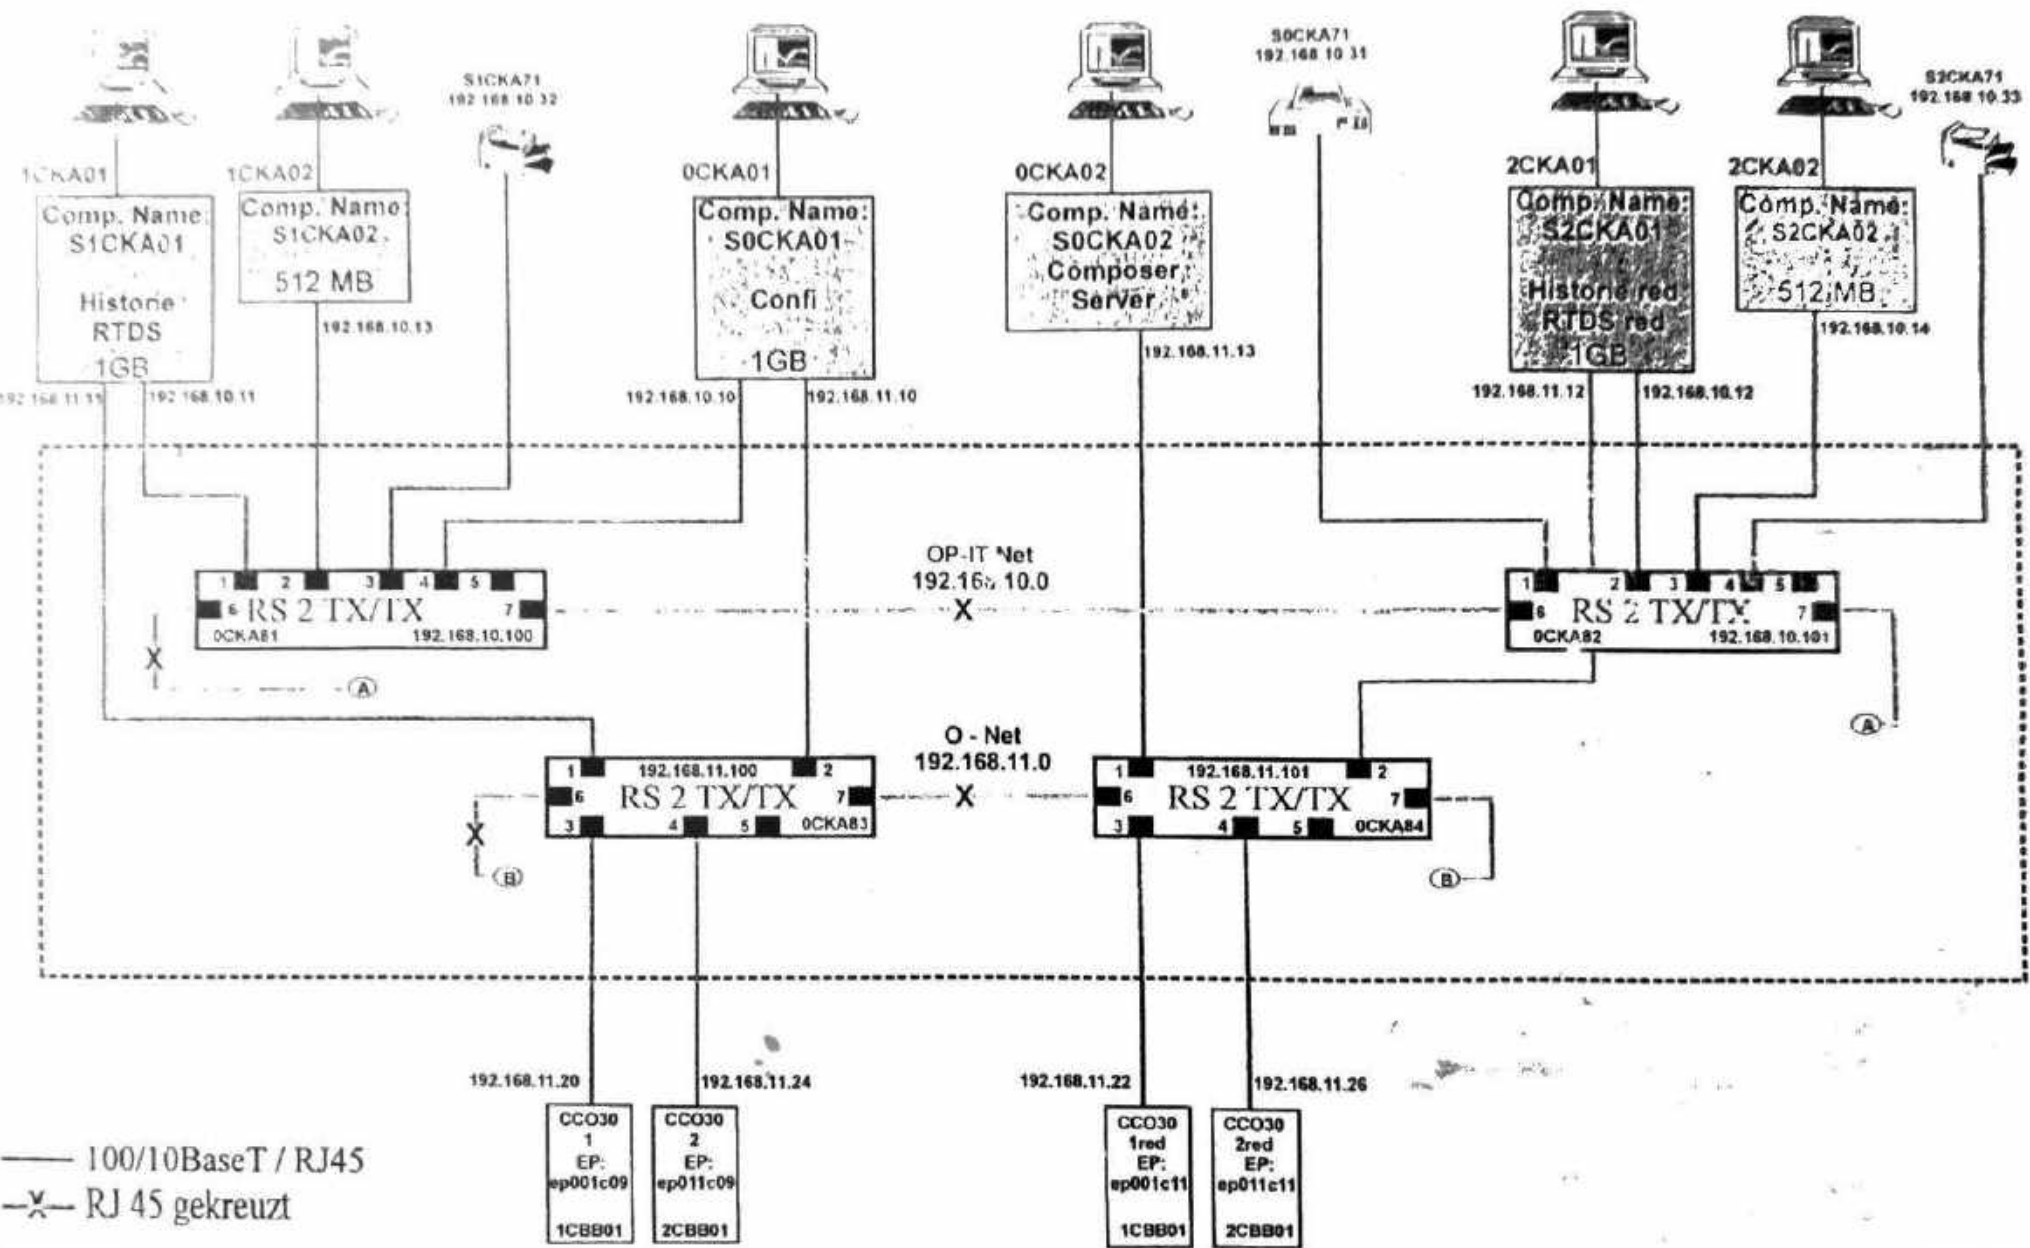 S1CKA71
192.168.10.32
S0CKA71
192.168.10.31
S2CKA71
192.168.10.33
1CKA01
1CKA02
0CKA01
0CKA02
2CKA01
2CKA02
Comp. Name:
S1CKA01
Historie
RTDS
1GB
Comp. Name:
S1CKA02
512 MB
Comp. Name:
S0CKA01
Confi
1GB
Comp. Name:
S0CKA02
Composer
Server
Comp. Name:
S2CKA01
Historie red
RTDS red
1GB
Comp. Name:
S2CKA02
512 MB
192.168.11.11
192.168.10.11
192.168.10.13
192.168.10.10
192.168.11.10
192.168.11.13
192.168.11.12
192.168.10.12
192.168.10.14
1 2 3 4 5
6 RS 2 TX/TX 7
0CKA81 192.168.10.100
OP-IT Net
192.168.10.0
X
1 2 3 4 5
6 RS 2 TX/TX 7
0CKA82 192.168.10.101
X
A
A
1 192.168.11.100 2
6 RS 2 TX/TX 7
3 4 5 0CKA83
O - Net
192.168.11.0
X
1 192.168.11.101 2
6 RS 2 TX/TX 7
3 4 5 0CKA84
X
B
B
192.168.11.20
192.168.11.24
192.168.11.22
192.168.11.26
CCO30
1
EP:
ep001c09
1CBB01
CCO30
2
EP:
ep011c09
2CBB01
CCO30
1red
EP:
ep001c11
1CBB01
CCO30
2red
EP:
ep011c11
2CBB01
100/10BaseT / RJ45
X RJ 45 gekreuzt